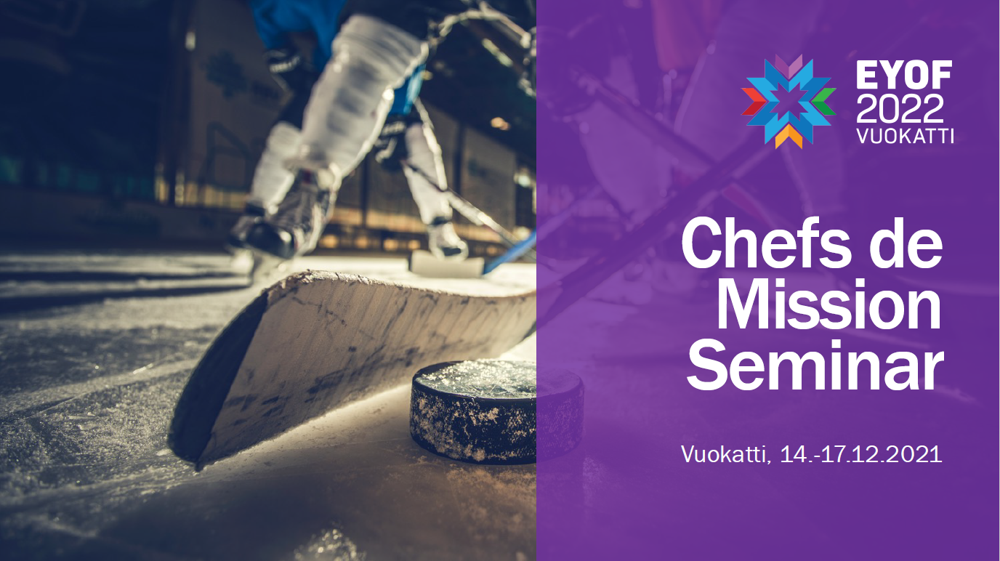 EYOF
2022
VUOKATTI
Chefs de
Mission
Seminar
Vuokatti, 14.-17.12.2021